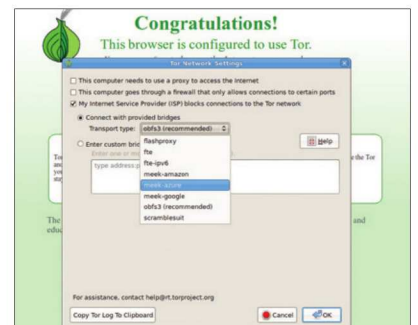 Congratulations!
This browser is configured to use Tor.
Tor Network Settings
This computer needs to use a proxy to access the Internet
This computer goes through a firewall that only allows connections to certain ports
My Internet Service Provider (ISP) blocks connections to the Tor network
Connect with provided bridges
Transport type: obfs3 (recommended)
flashproxy
Help
Enter custom
fte
Enter one or
fte-ipv6
type address:
meek-amazon
meek-azure
meek-google
obfs3 (recommended)
scramblesuit
e the Tor
The
and
educ
For assistance, contact help@rt.torproject.org
Copy Tor Log To Clipboard
Cancel
OK